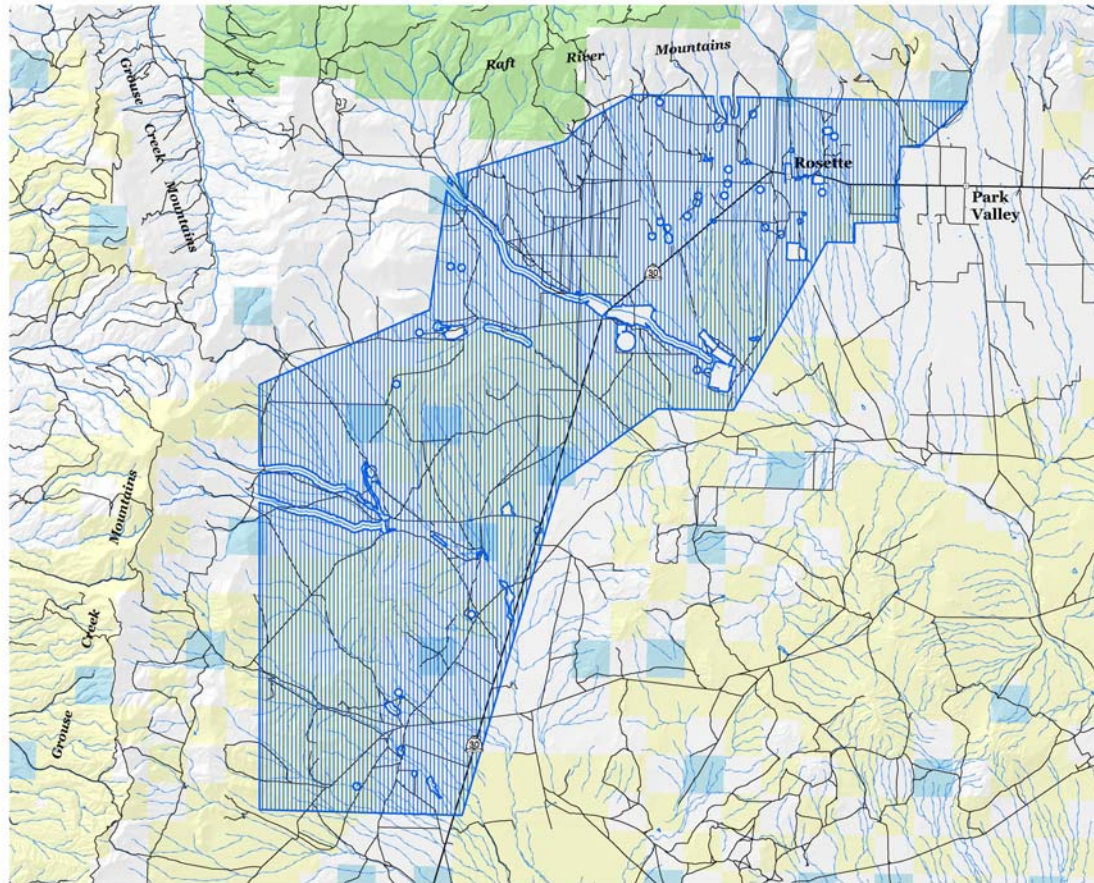 Raft River Mountains
Grouse Creek Mountains
Rosette
Park
Valley
30
Grouse Creek Mountains
30